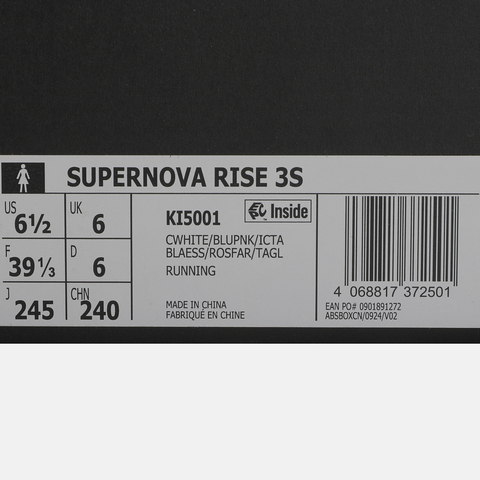 SUPERNOVA RISE 3S
US 6½ UK 6
F 39⅓ D 6
J 245 CHN 240
KI5001 Inside
CWHITE/BLUPNK/ICTA
BLAESS/ROSFAR/TAGL
RUNNING
MADE IN CHINA
FABRIQUÉ EN CHINE
4 068817 372501
EAN PO# 0901891272
ABSBOXCN/0924/V02